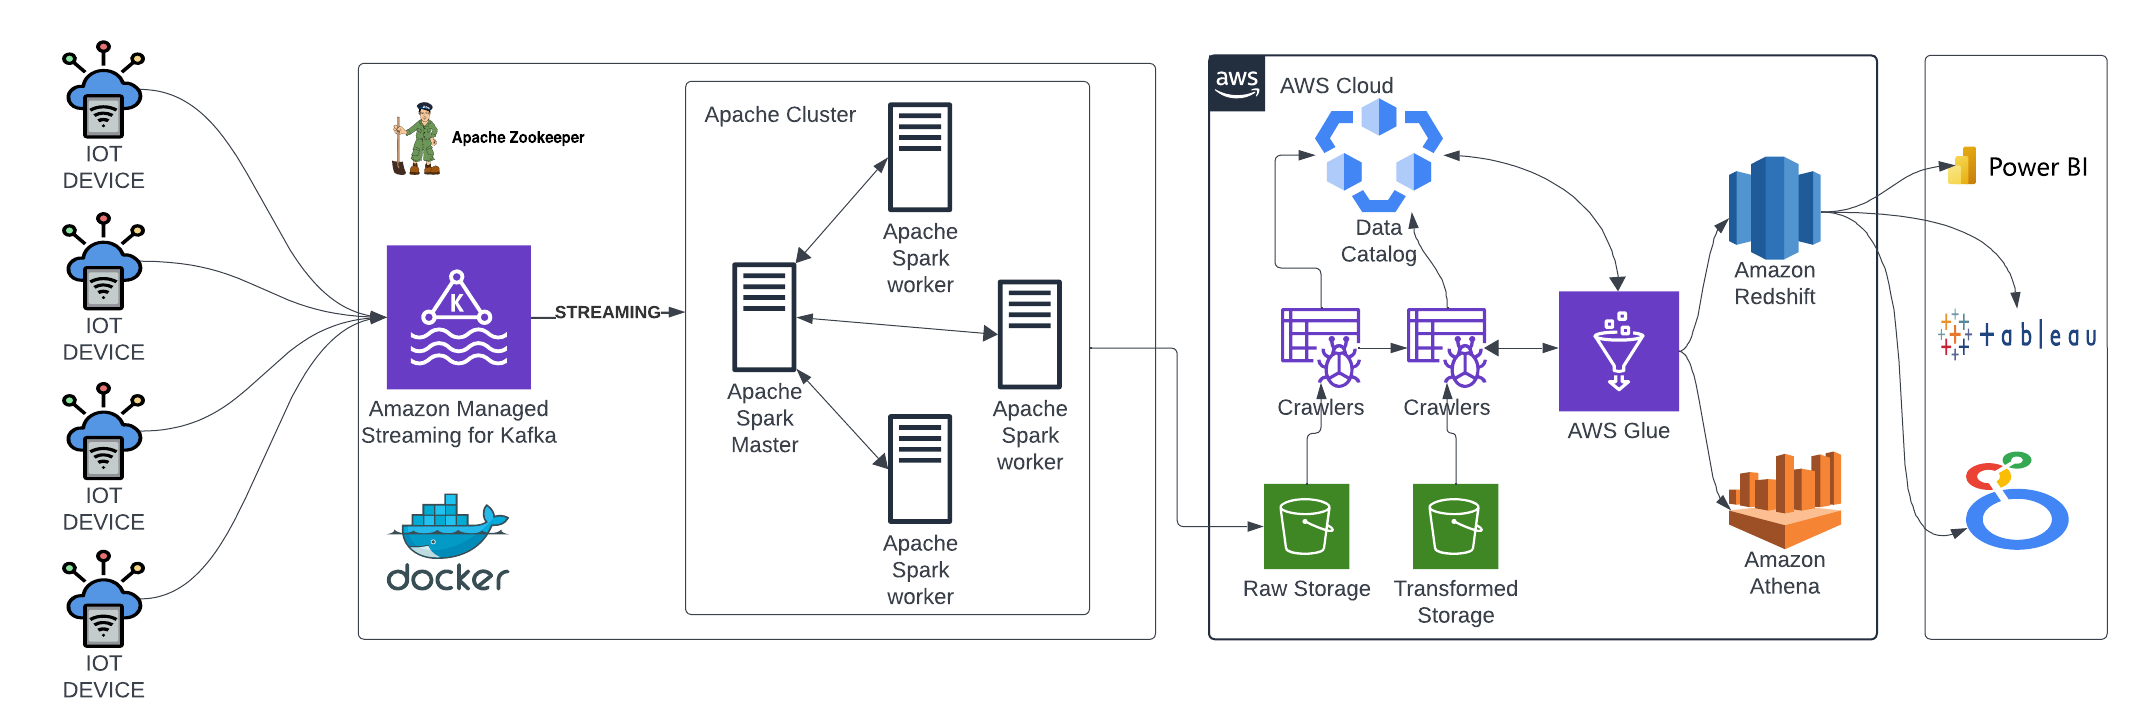 IOT
DEVICE
IOT
DEVICE
IOT
DEVICE
IOT
DEVICE
Apache Zookeeper
K
Amazon Managed
Streaming for Kafka
docker
STREAMING
Apache Cluster
Apache
Spark
worker
Apache
Spark
Master
Apache
Spark
worker
Apache
Spark
worker
aws
AWS Cloud
Data
Catalog
Crawlers
Crawlers
AWS Glue
Raw Storage
Transformed
Storage
Amazon
Redshift
Amazon
Athena
Power BI
+ableau